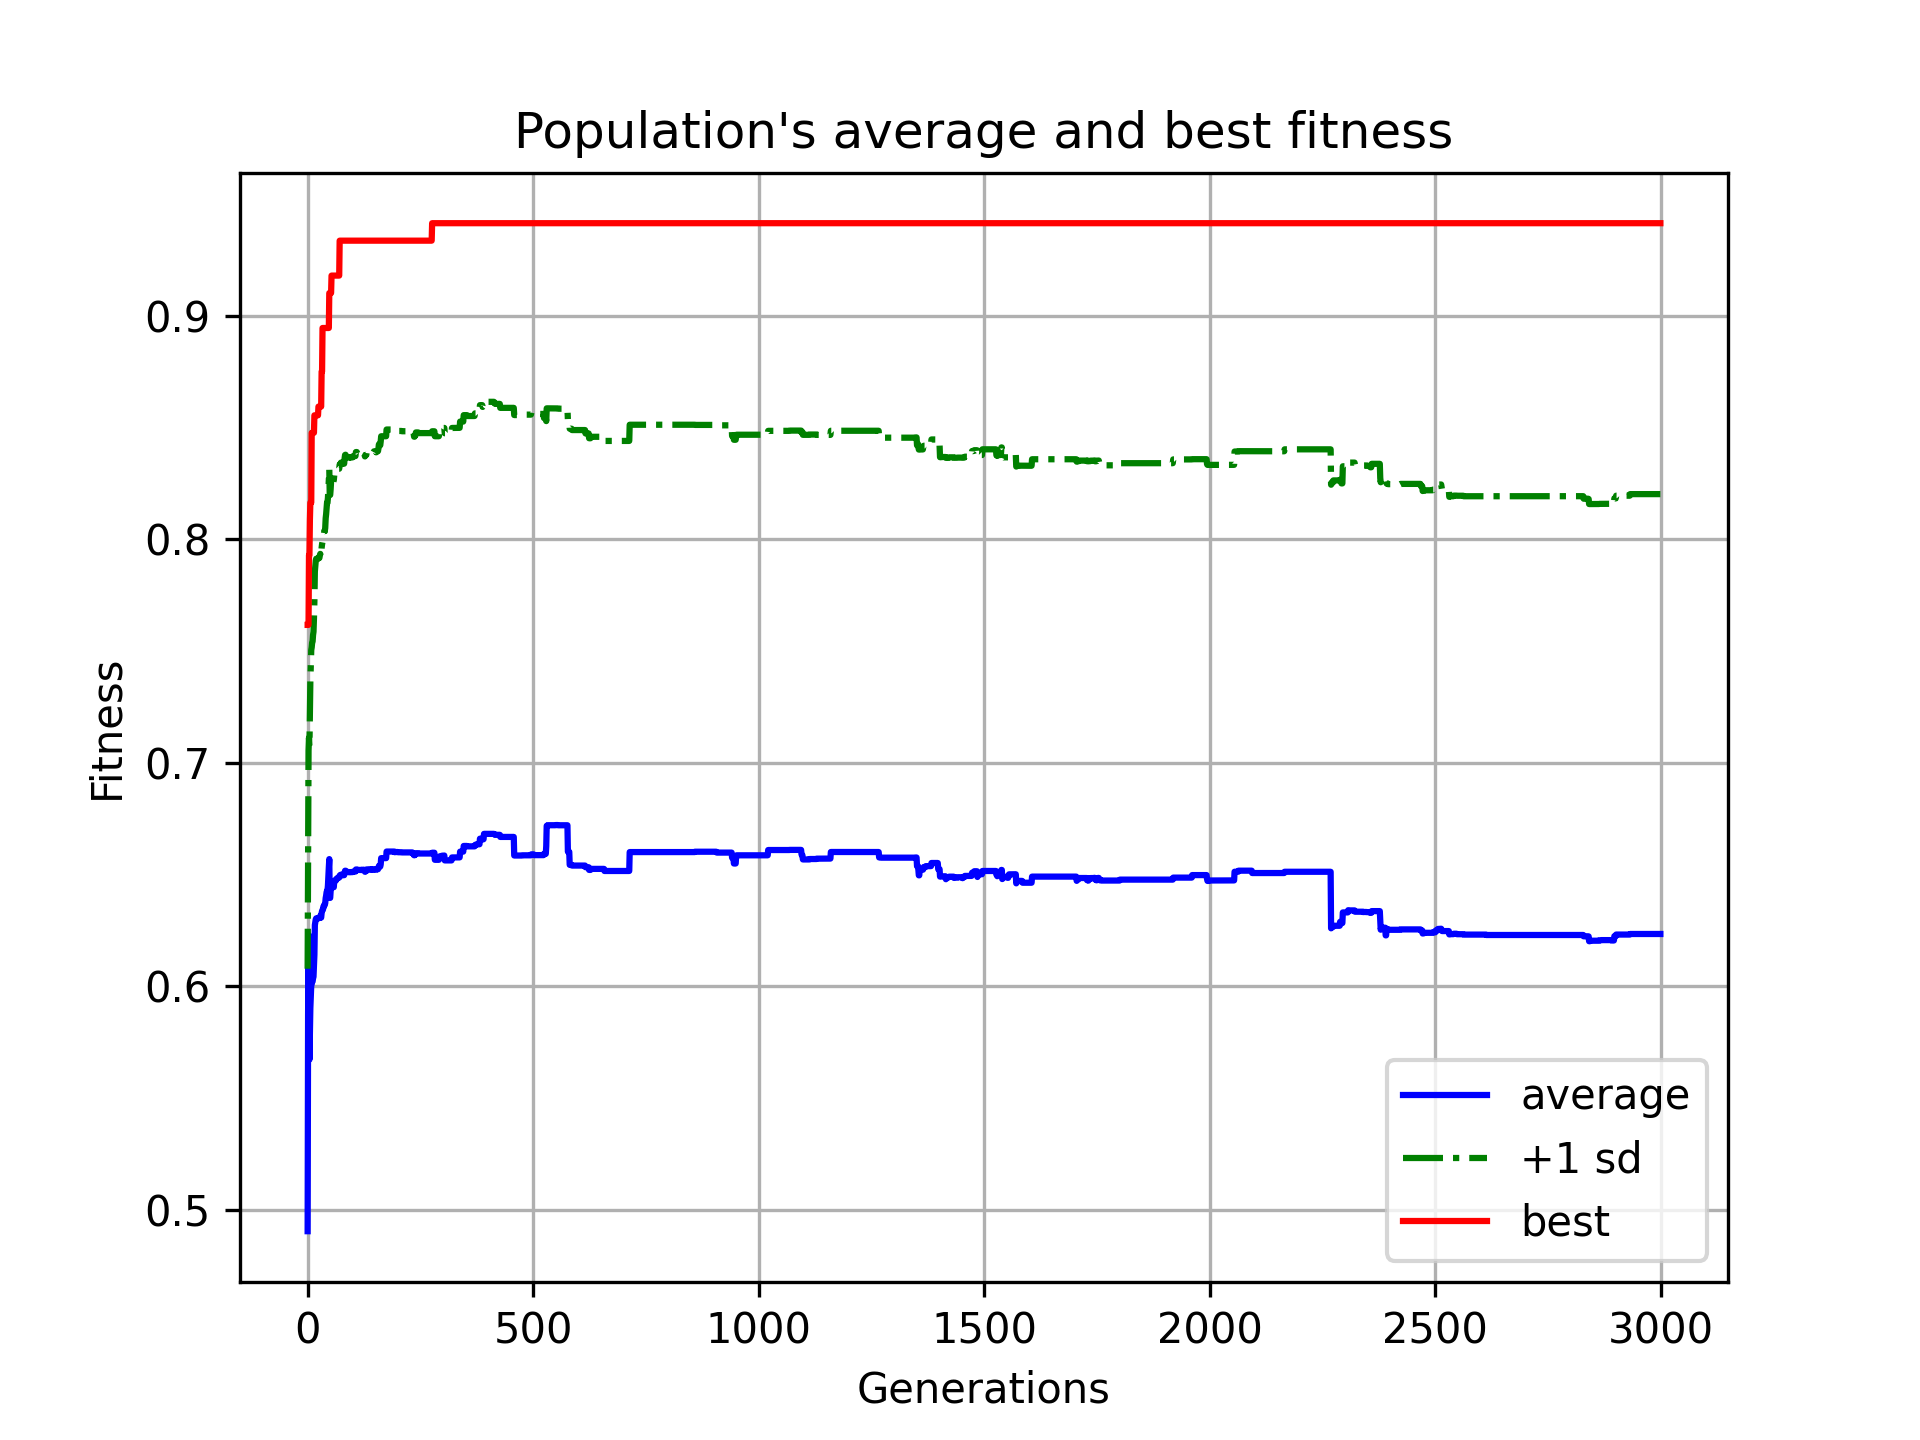 Population's average and best fitness
Fitness
0.9
0.8
0.7
0.6
0.5
0 500 1000 1500 2000 2500 3000
Generations
average
+1 sd
best